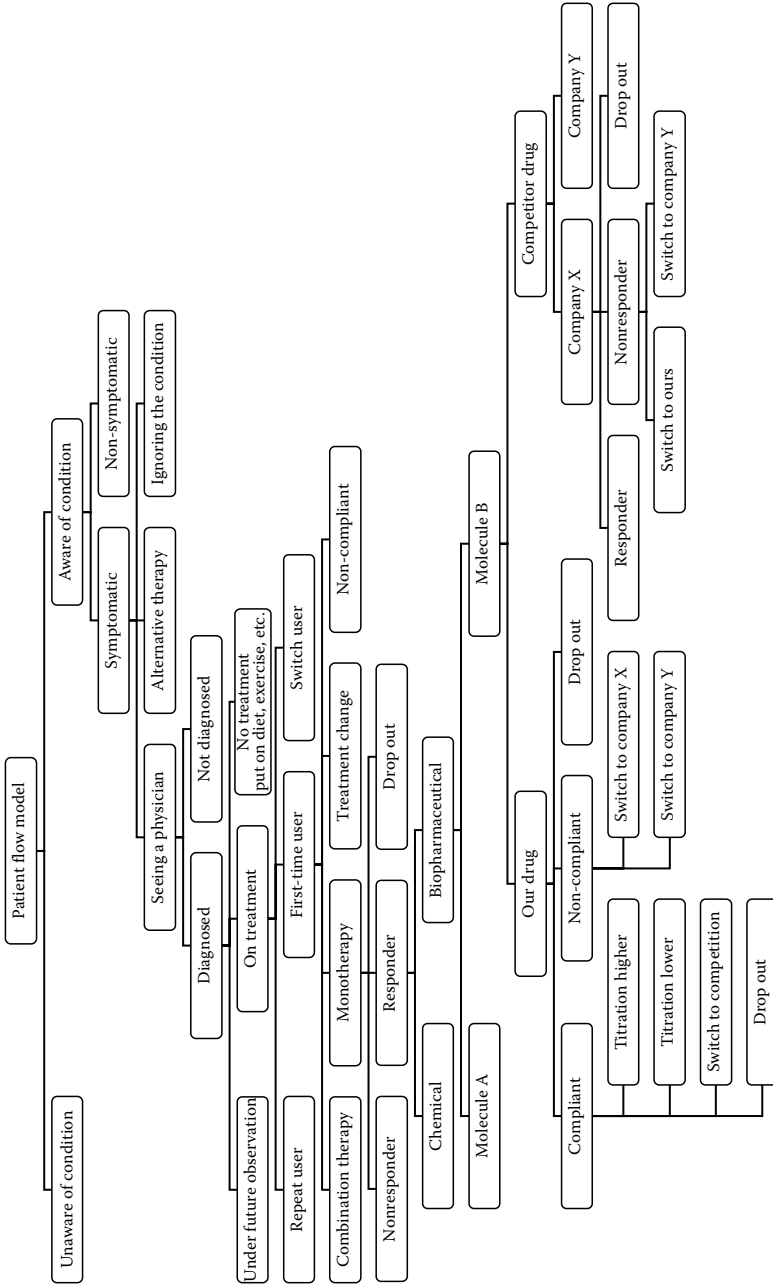 Patient flow model
Unaware of condition
Aware of condition
Symptomatic
Non-symptomatic
Seeing a physician
Alternative therapy
Ignoring the condition
Diagnosed
Not diagnosed
Under future observation
On treatment
No treatment
put on diet, exercise, etc.
Repeat user
First-time user
Switch user
Combination therapy
Monotherapy
Treatment change
Non-compliant
Nonresponder
Responder
Drop out
Chemical
Biopharmaceutical
Molecule A
Molecule B
Our drug
Competitor drug
Compliant
Non-compliant
Drop out
Company X
Company Y
Titration higher
Switch to company X
Responder
Nonresponder
Drop out
Titration lower
Switch to company Y
Switch to ours
Switch to company Y
Switch to competition
Drop out